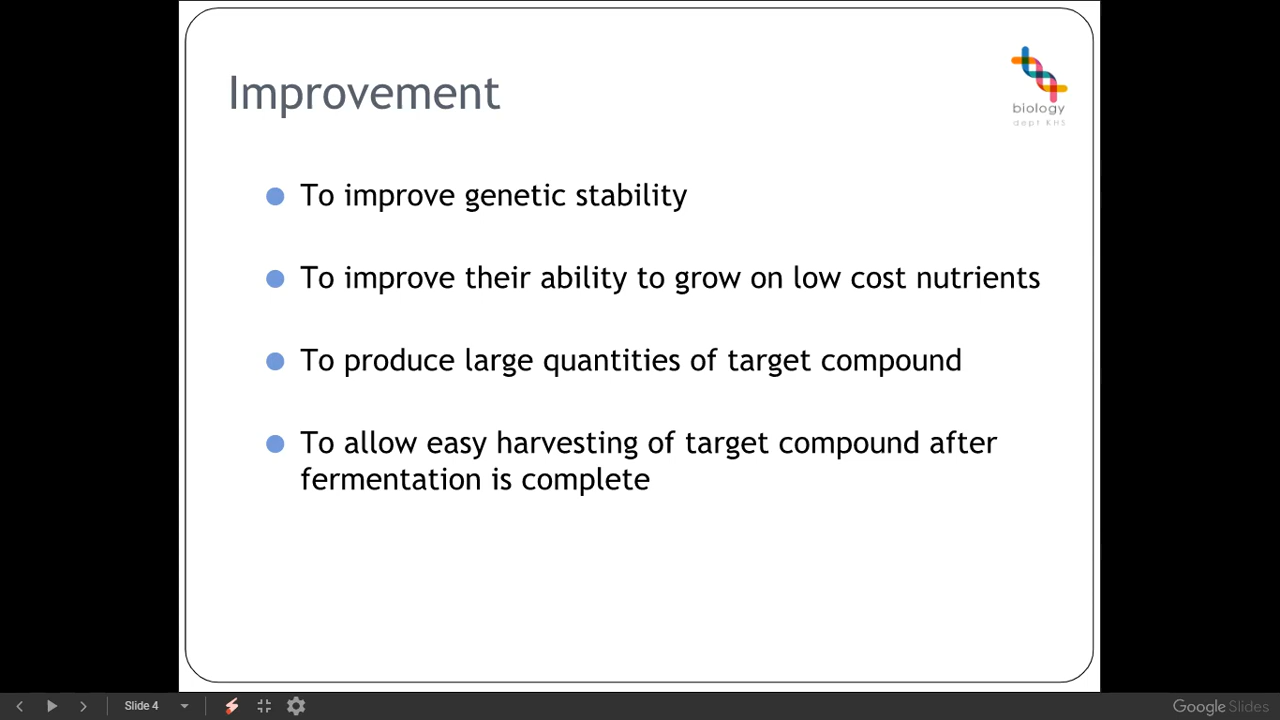 Improvement
biology
dept KHS
To improve genetic stability
To improve their ability to grow on low cost nutrients
To produce large quantities of target compound
To allow easy harvesting of target compound after
fermentation is complete
Slide 4
Google Slides